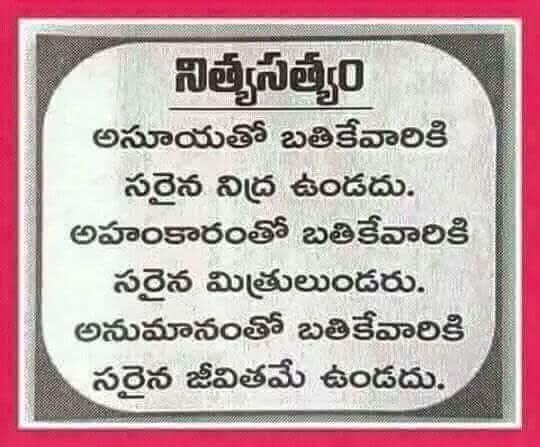 నిత్యసత్యం
అసూయతో బతికేవారికి
సరైన నిద్ర ఉండదు.
అహంకారంతో బతికేవారికి
సరైన మిత్రులుండరు.
అనుమానంతో బతికేవారికి
సరైన జీవితమే ఉండదు.